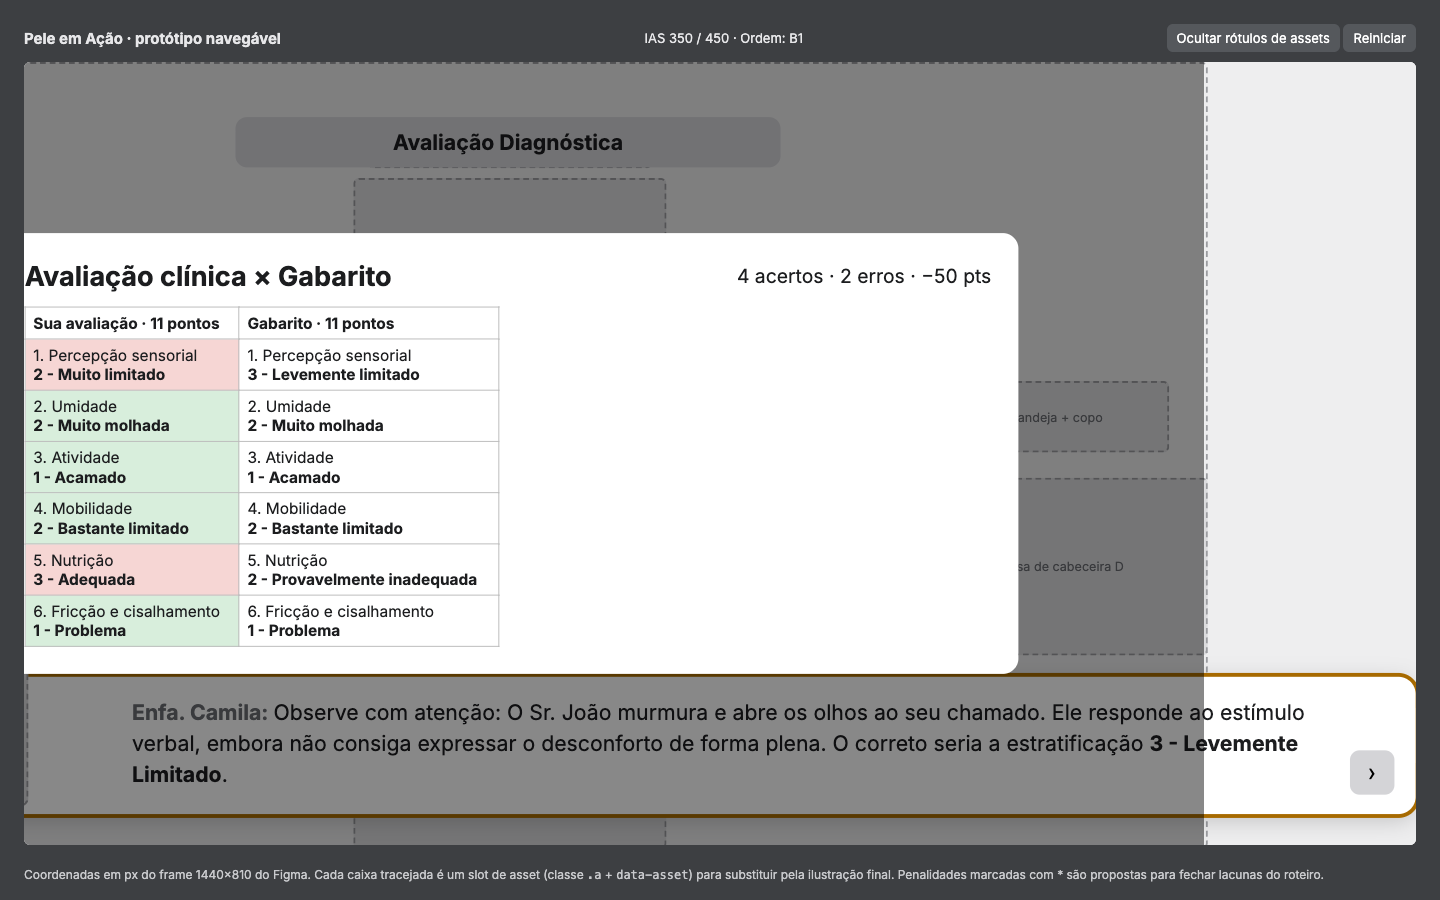 Pele em Ação · protótipo navegável
IAS 350 / 450 · Ordem: B1
Ocultar rótulos de assets
Reiniciar
Avaliação Diagnóstica
Avaliação clínica × Gabarito
4 acertos · 2 erros · −50 pts
Sua avaliação · 11 pontos
Gabarito · 11 pontos
1. Percepção sensorial
2 - Muito limitado
1. Percepção sensorial
3 - Levemente limitado
2. Umidade
2 - Muito molhada
2. Umidade
2 - Muito molhada
3. Atividade
1 - Acamado
3. Atividade
1 - Acamado
4. Mobilidade
2 - Bastante limitado
4. Mobilidade
2 - Bastante limitado
5. Nutrição
3 - Adequada
5. Nutrição
2 - Provavelmente inadequada
6. Fricção e cisalhamento
1 - Problema
6. Fricção e cisalhamento
1 - Problema
andeja + copo
sa de cabeceira D
Enfa. Camila: Observe com atenção: O Sr. João murmura e abre os olhos ao seu chamado. Ele responde ao estímulo
verbal, embora não consiga expressar o desconforto de forma plena. O correto seria a estratificação 3 - Levemente
Limitado.
›
Coordenadas em px do frame 1440×810 do Figma. Cada caixa tracejada é um slot de asset (classe .a + data-asset) para substituir pela ilustração final. Penalidades marcadas com * são propostas para fechar lacunas do roteiro.